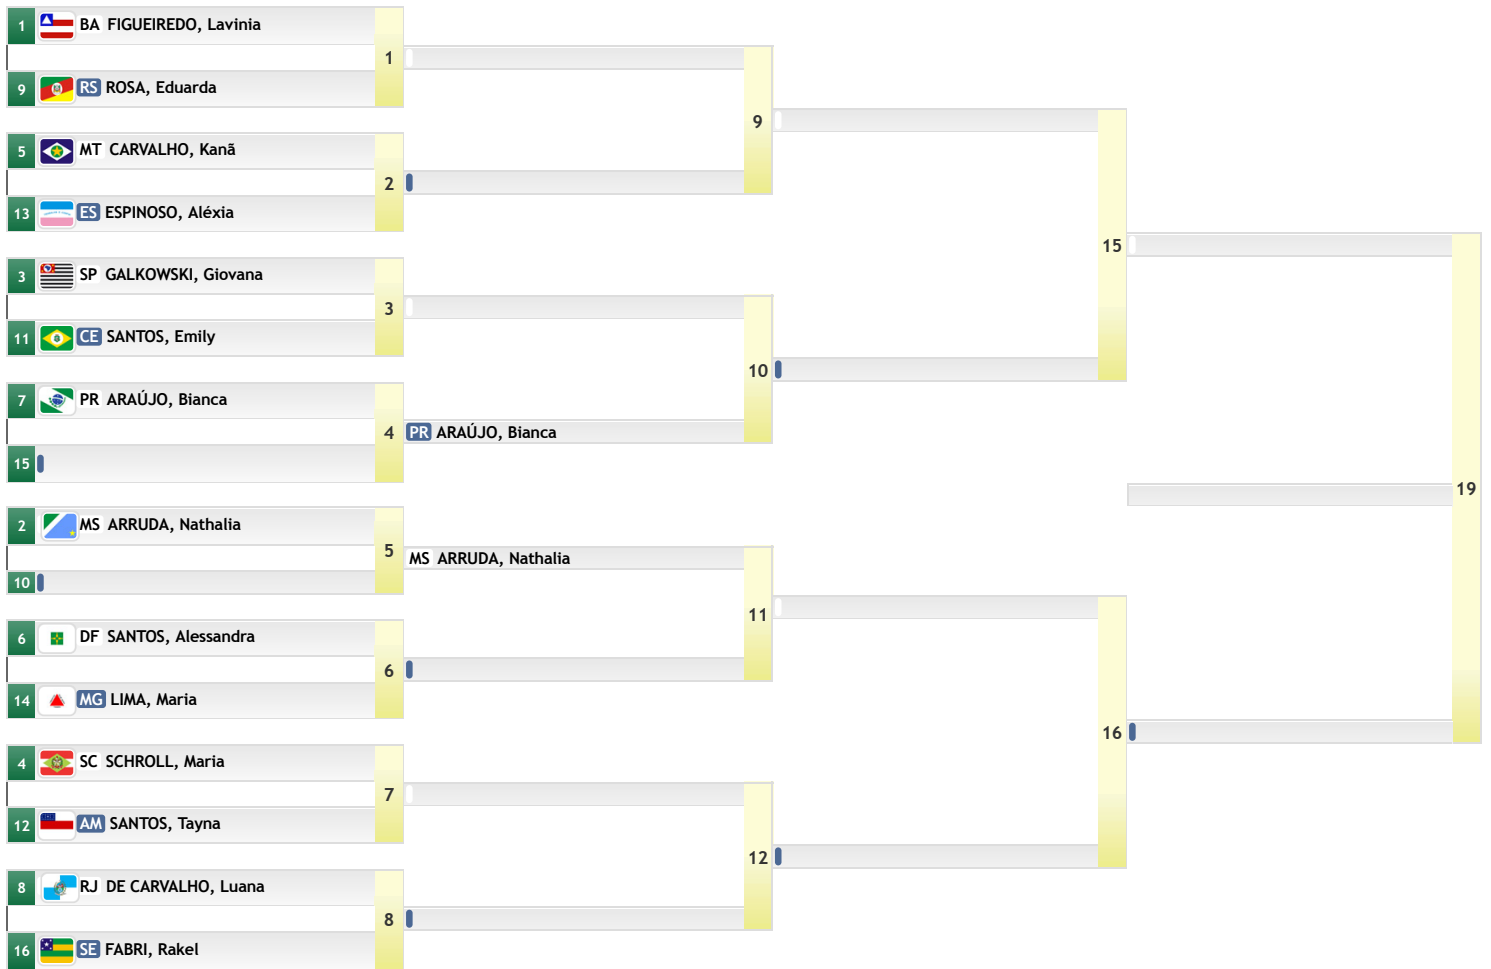 1 BA FIGUEIREDO, Lavinia
1
9 RS ROSA, Eduarda
9
5 MT CARVALHO, Kanã
2
13 ES ESPINOSO, Aléxia
15
3 SP GALKOWSKI, Giovana
3
11 CE SANTOS, Emily
10
7 PR ARAÚJO, Bianca
4 PR ARAÚJO, Bianca
15
19
2 MS ARRUDA, Nathalia
5 MS ARRUDA, Nathalia
10
11
6 DF SANTOS, Alessandra
6
14 MG LIMA, Maria
16
4 SC SCHROLL, Maria
7
12 AM SANTOS, Tayna
12
8 RJ DE CARVALHO, Luana
8
16 SE FABRI, Rakel